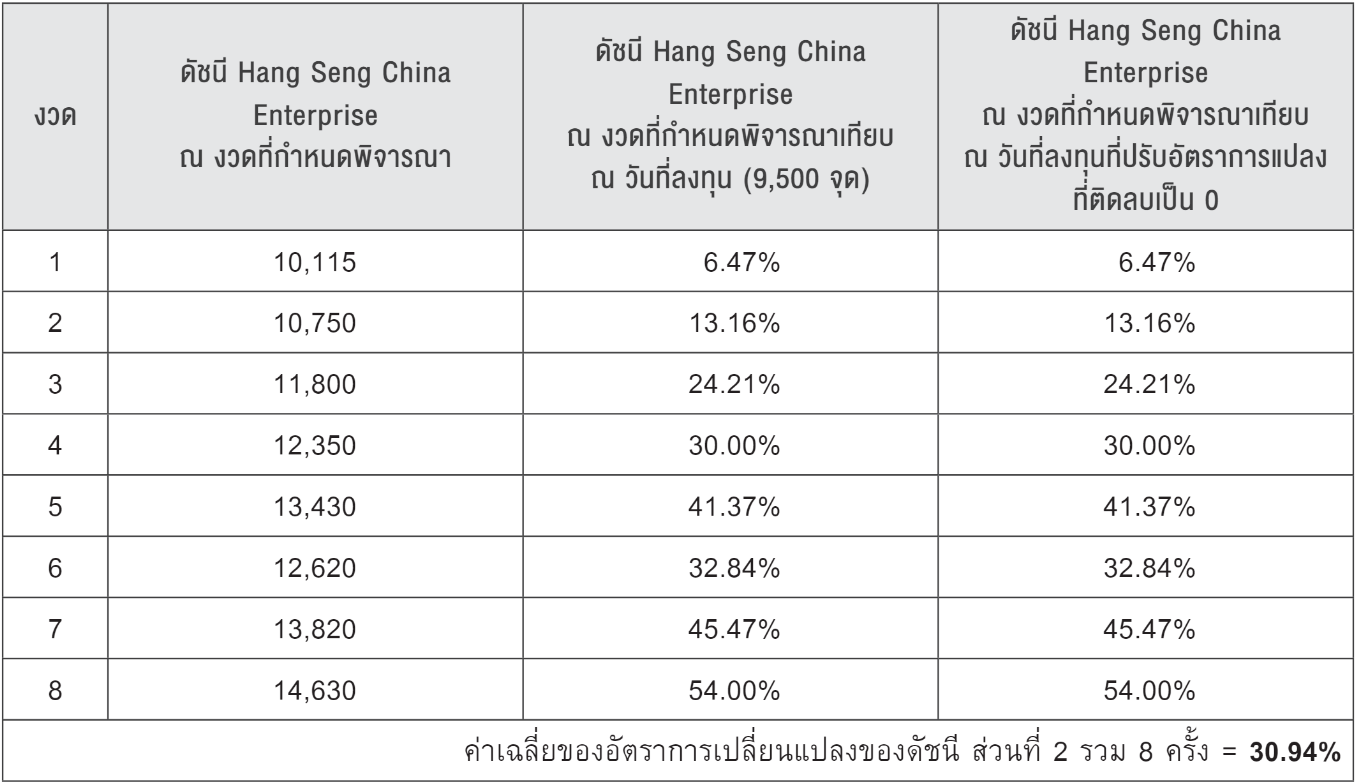 งวด
ดัชนี Hang Seng China
Enterprise
ณ งวดที่กำหนดพิจารณา
ดัชนี Hang Seng China
Enterprise
ณ งวดที่กำหนดพิจารณาเทียบ
ณ วันที่ลงทุน (9,500 จุด)
ดัชนี Hang Seng China
Enterprise
ณ งวดที่กำหนดพิจารณาเทียบ
ณ วันที่ลงทุนที่ปรับอัตราการแปลง
ที่ติดลบเป็น 0
1 10,115 6.47% 6.47%
2 10,750 13.16% 13.16%
3 11,800 24.21% 24.21%
4 12,350 30.00% 30.00%
5 13,430 41.37% 41.37%
6 12,620 32.84% 32.84%
7 13,820 45.47% 45.47%
8 14,630 54.00% 54.00%
ค่าเฉลี่ยของอัตราการเปลี่ยนแปลงของดัชนี ส่วนที่ 2 รวม 8 ครั้ง = 30.94%